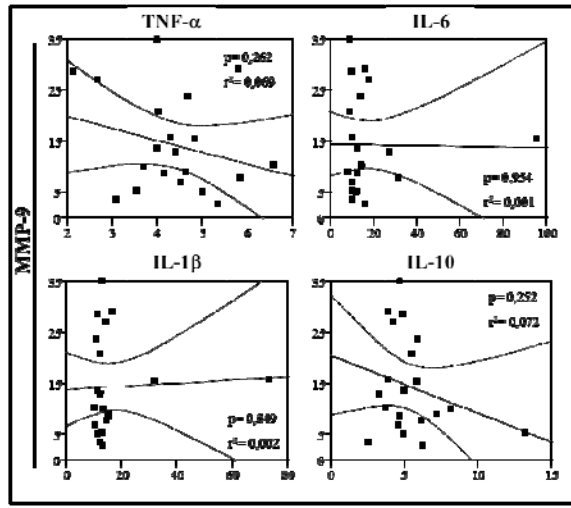 TNF-α
IL-6
MMP-9
35
25
15
5
0
2 3 4 5 6 7
p= 0,262
r²= 0,069
35
25
15
5
0
0 20 40 60 80 100
p= 0,954
r²= 0,001
IL-1β
IL-10
35
25
15
5
0
0 20 40 60 80
p= 0,849
r²= 0,002
35
25
15
5
0
0 5 10 15
p= 0,252
r²= 0,072